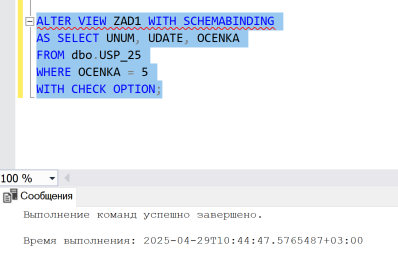 ALTER VIEW ZAD1 WITH SCHEMABINDING
AS SELECT UNUM, UDATE, OCENKA
FROM dbo.USP_25
WHERE OCENKA = 5
WITH CHECK OPTION;
100 %
Сообщения
Выполнение команд успешно завершено.
Время выполнения: 2025-04-29T10:44:47.5765487+03:00